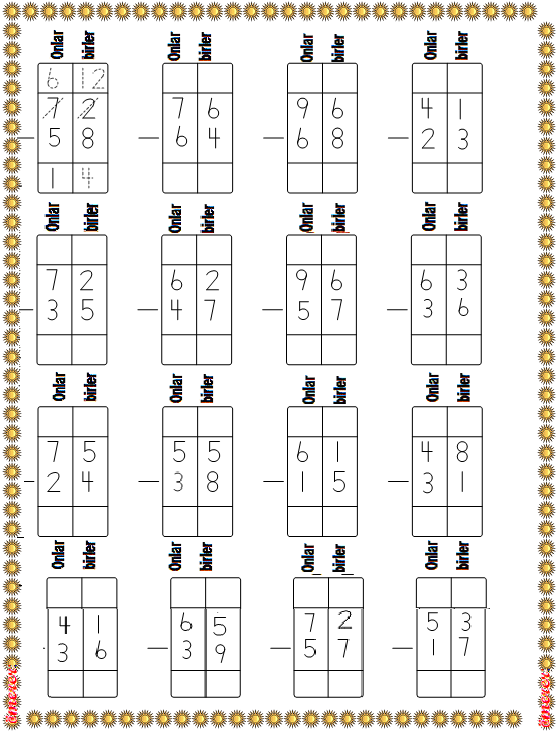 Onlar birler Onlar birler Onlar birler Onlar birler
6 12
7 2 7 6 9 6 4 1
— 5 8 — 6 4 — 6 8 — 2 3
1 4
Onlar birler Onlar birler Onlar birler Onlar birler
7 2 6 2 9 6 6 3
— 3 5 — 4 7 — 5 7 — 3 6
Onlar birler Onlar birler Onlar birler Onlar birler
7 5 5 5 6 1 4 8
— 2 4 — 3 8 — 1 5 — 3 1
Onlar birler Onlar birler Onlar birler Onlar birler
4 1 6 5 7 2 5 3
3 6 — 3 9 — 5 7 — 1 7